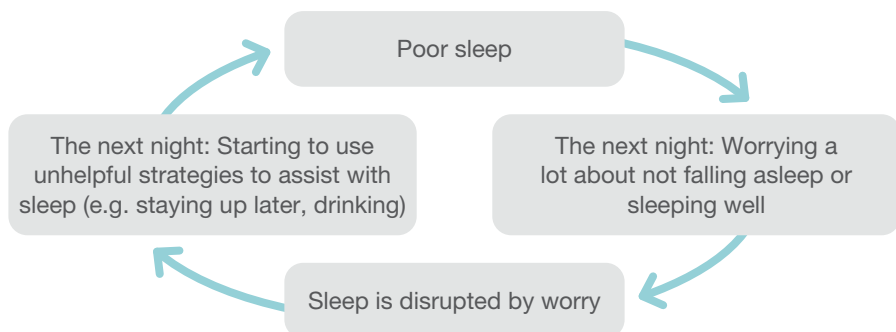 Poor sleep
The next night: Worrying a
lot about not falling asleep or
sleeping well
Sleep is disrupted by worry
The next night: Starting to use
unhelpful strategies to assist with
sleep (e.g. staying up later, drinking)